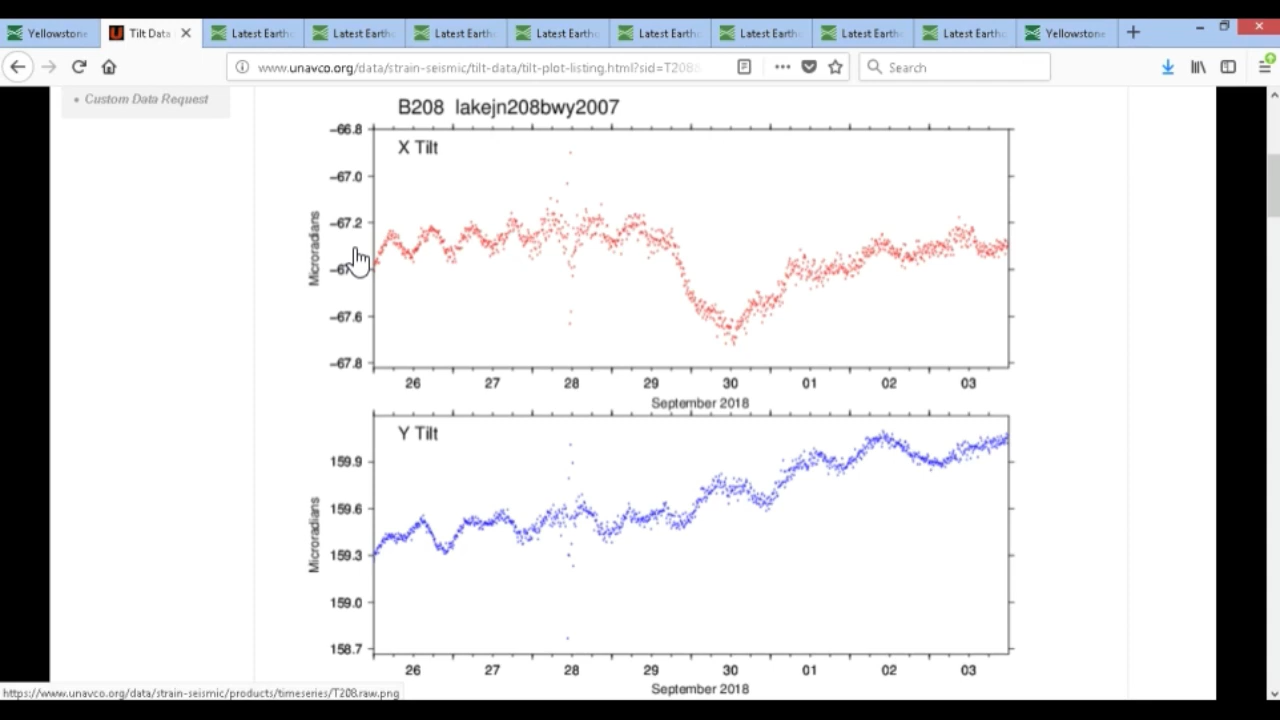 Yellowstone
Tilt Data
Latest Earth
Latest Earth
Latest Earth
Latest Earth
Latest Earth
Latest Earth
Latest Earth
Latest Earth
Yellowstone
www.unavco.org/data/strain-seismic/tilt-data/tilt-plot-listing.html?sid=T208
Search
• Custom Data Request
B208 lakejn208bwy2007
X Tilt
Microradians
−66.8
−67.0
−67.2
−67.6
−67.8
26 27 28 29 30 01 02 03
September 2018
Y Tilt
Microradians
159.9
159.6
159.3
159.0
158.7
26 27 28 29 30 01 02 03
September 2018
https://www.unavco.org/data/strain-seismic/products/timeseries/T208.raw.png